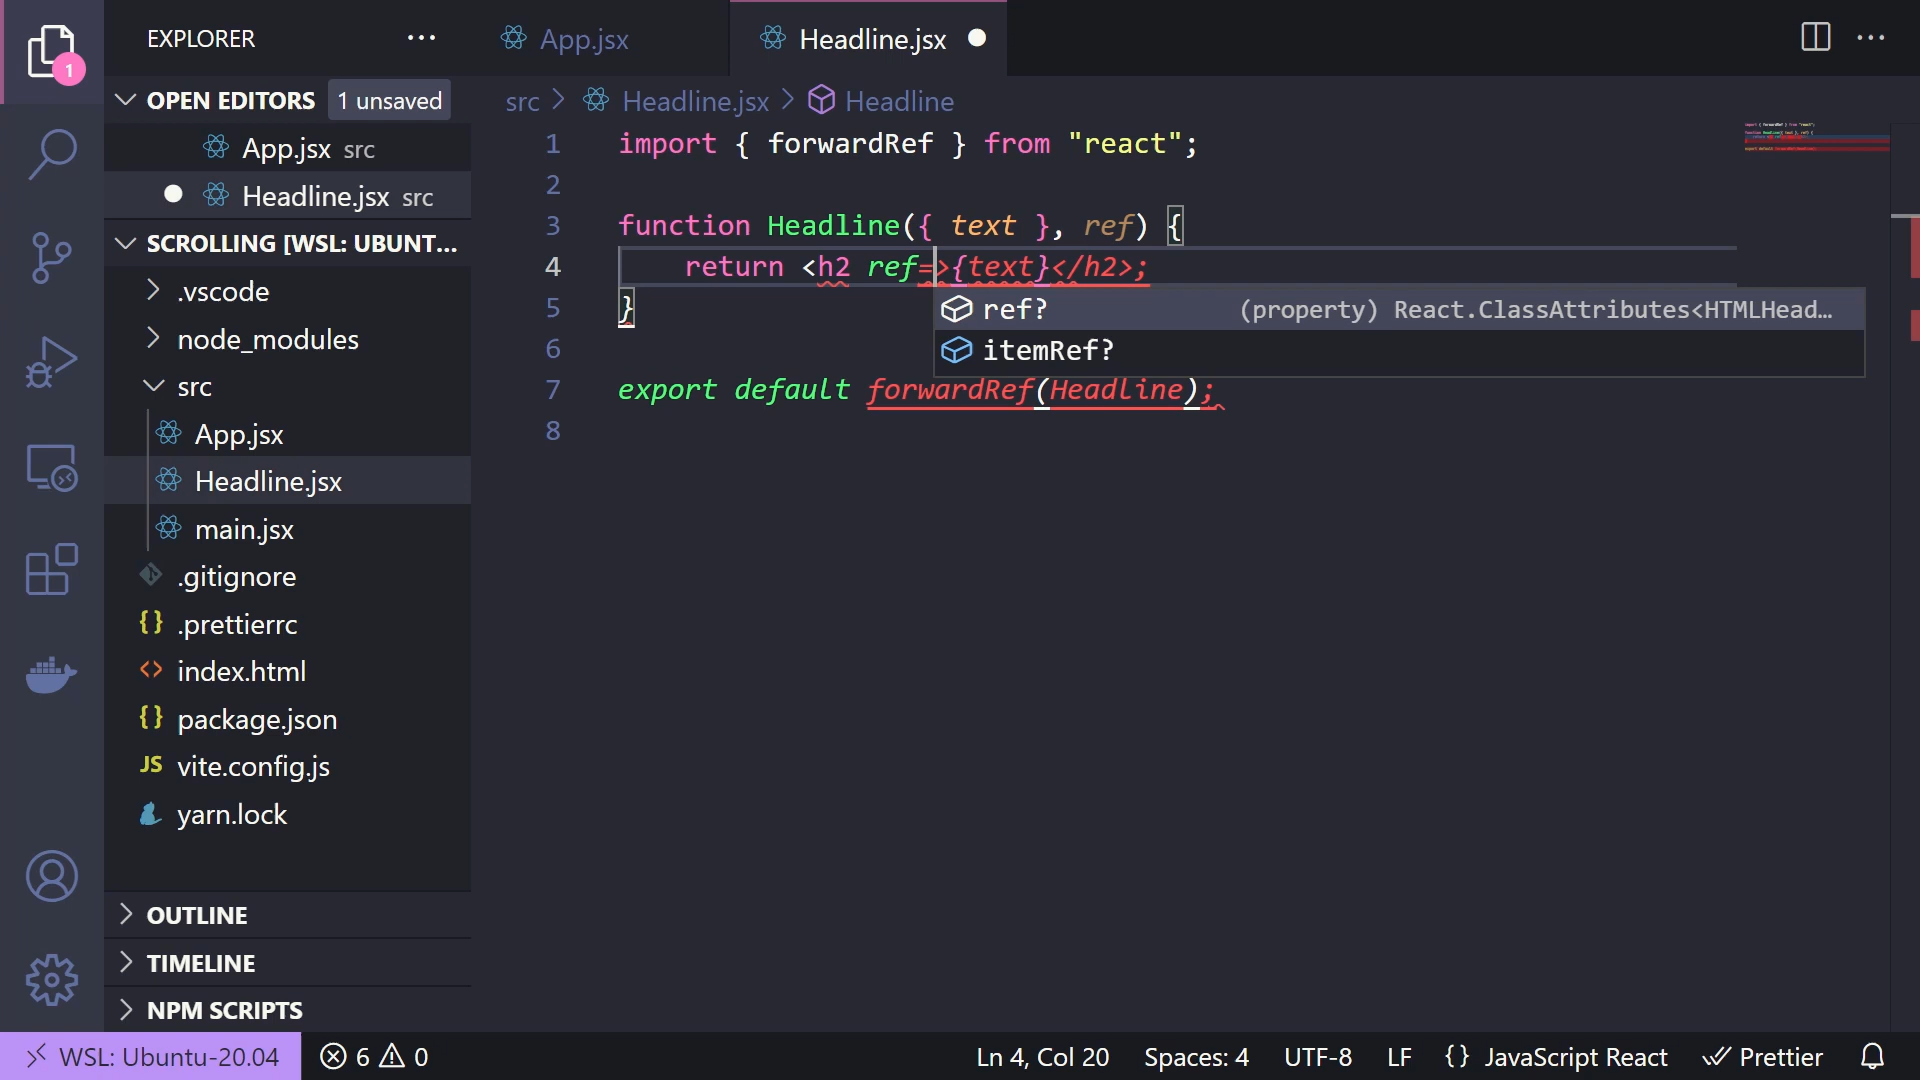 EXPLORER
App.jsx
Headline.jsx
1
OPEN EDITORS
1 unsaved
App.jsx src
Headline.jsx src
SCROLLING [WSL: UBUNT...
.vscode
node_modules
src
App.jsx
Headline.jsx
main.jsx
.gitignore
{} .prettierrc
<> index.html
{} package.json
JS vite.config.js
yarn.lock
OUTLINE
TIMELINE
NPM SCRIPTS
src > Headline.jsx > Headline
1 import { forwardRef } from "react";
2
3 function Headline({ text }, ref) {
4 return <h2 ref=>{text}</h2>;
5 }
ref? (property) React.ClassAttributes<HTMLHead...
6
itemRef?
7 export default forwardRef(Headline);
8
WSL: Ubuntu-20.04
6
0
Ln 4, Col 20
Spaces: 4
UTF-8
LF
{} JavaScript React
Prettier